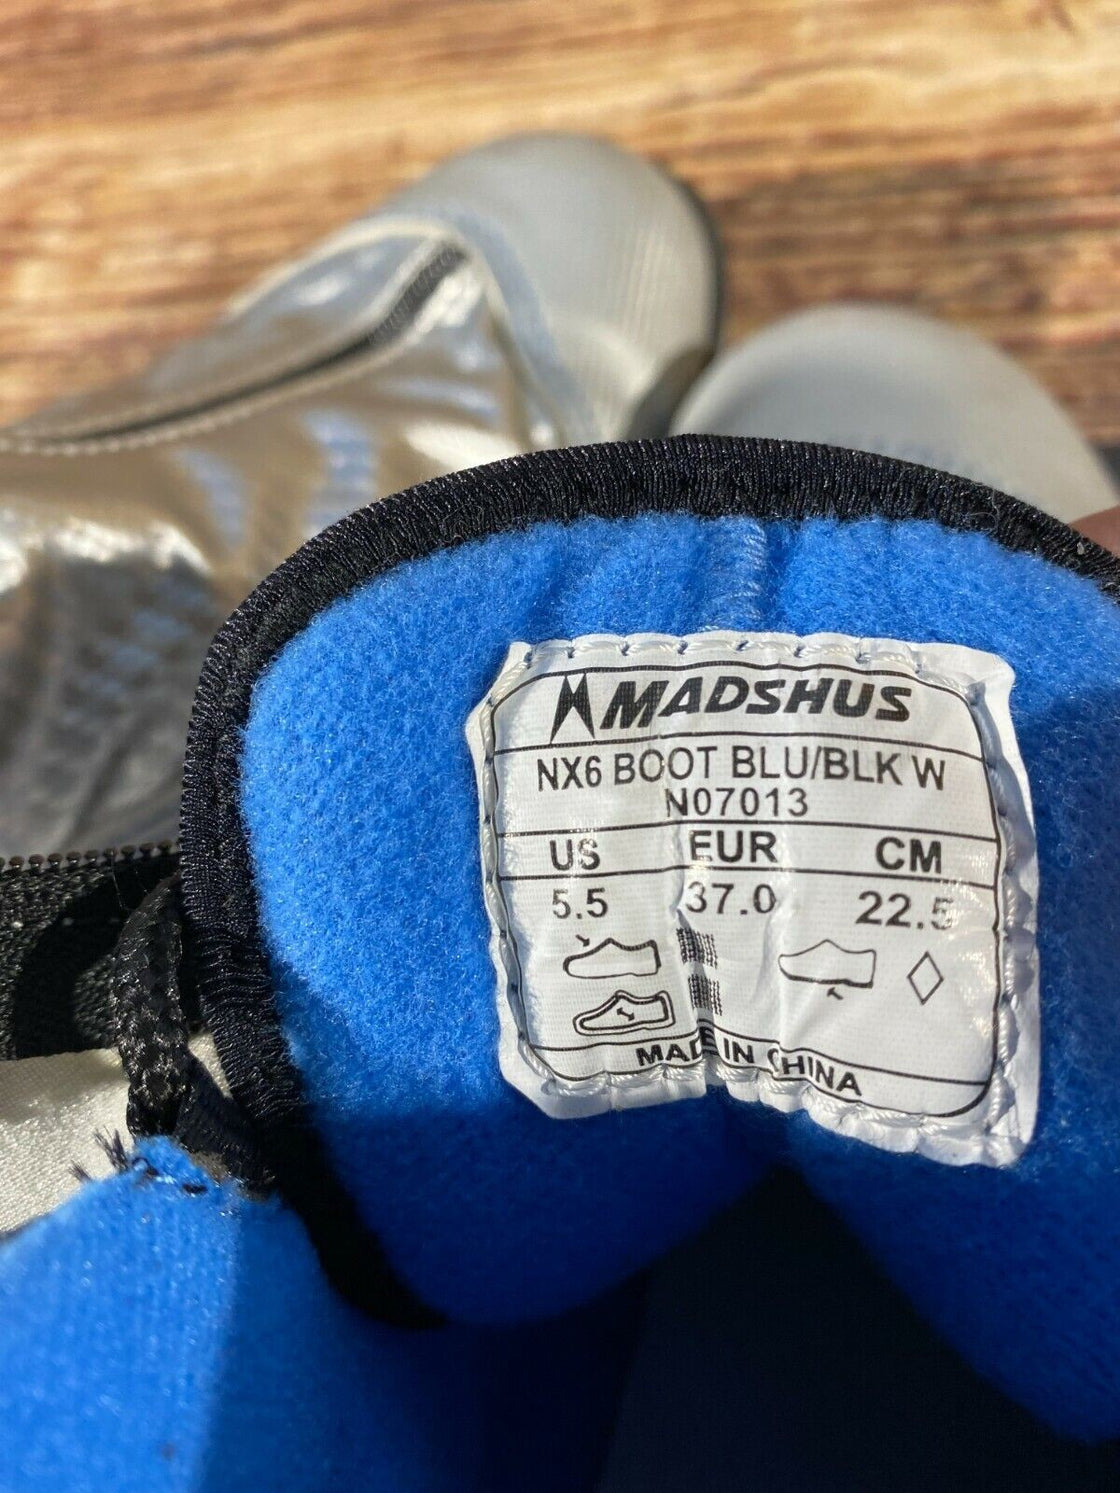 MADSHUS
NX6 BOOT BLU/BLK W
N07013
US EUR CM
5.5 37.0 22.5
MADE IN CHINA